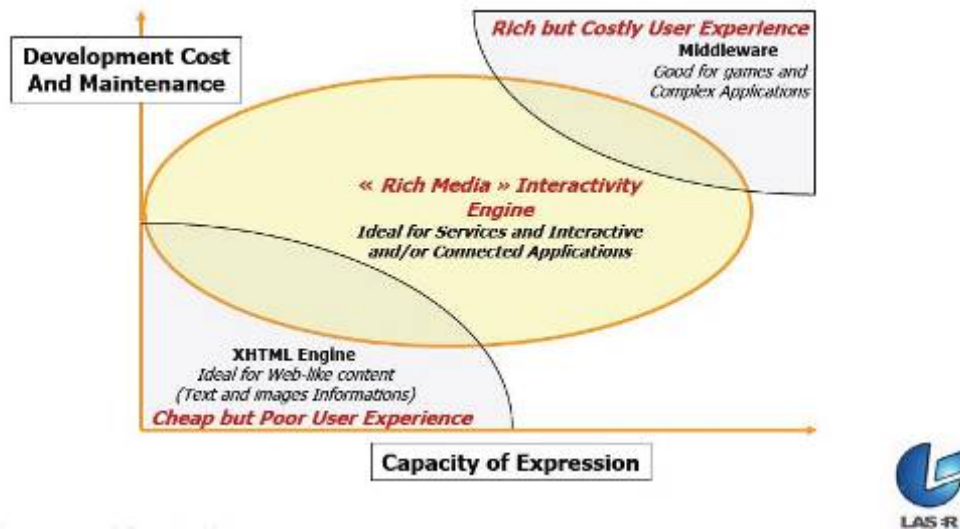 Rich but Costly User Experience
Middleware
Good for games and
Complex Applications
Development Cost
And Maintenance
« Rich Media » Interactivity
Engine
Ideal for Services and Interactive
and/or Connected Applications
XHTML Engine
Ideal for Web-like content
(Text and images Informations)
Cheap but Poor User Experience
Capacity of Expression